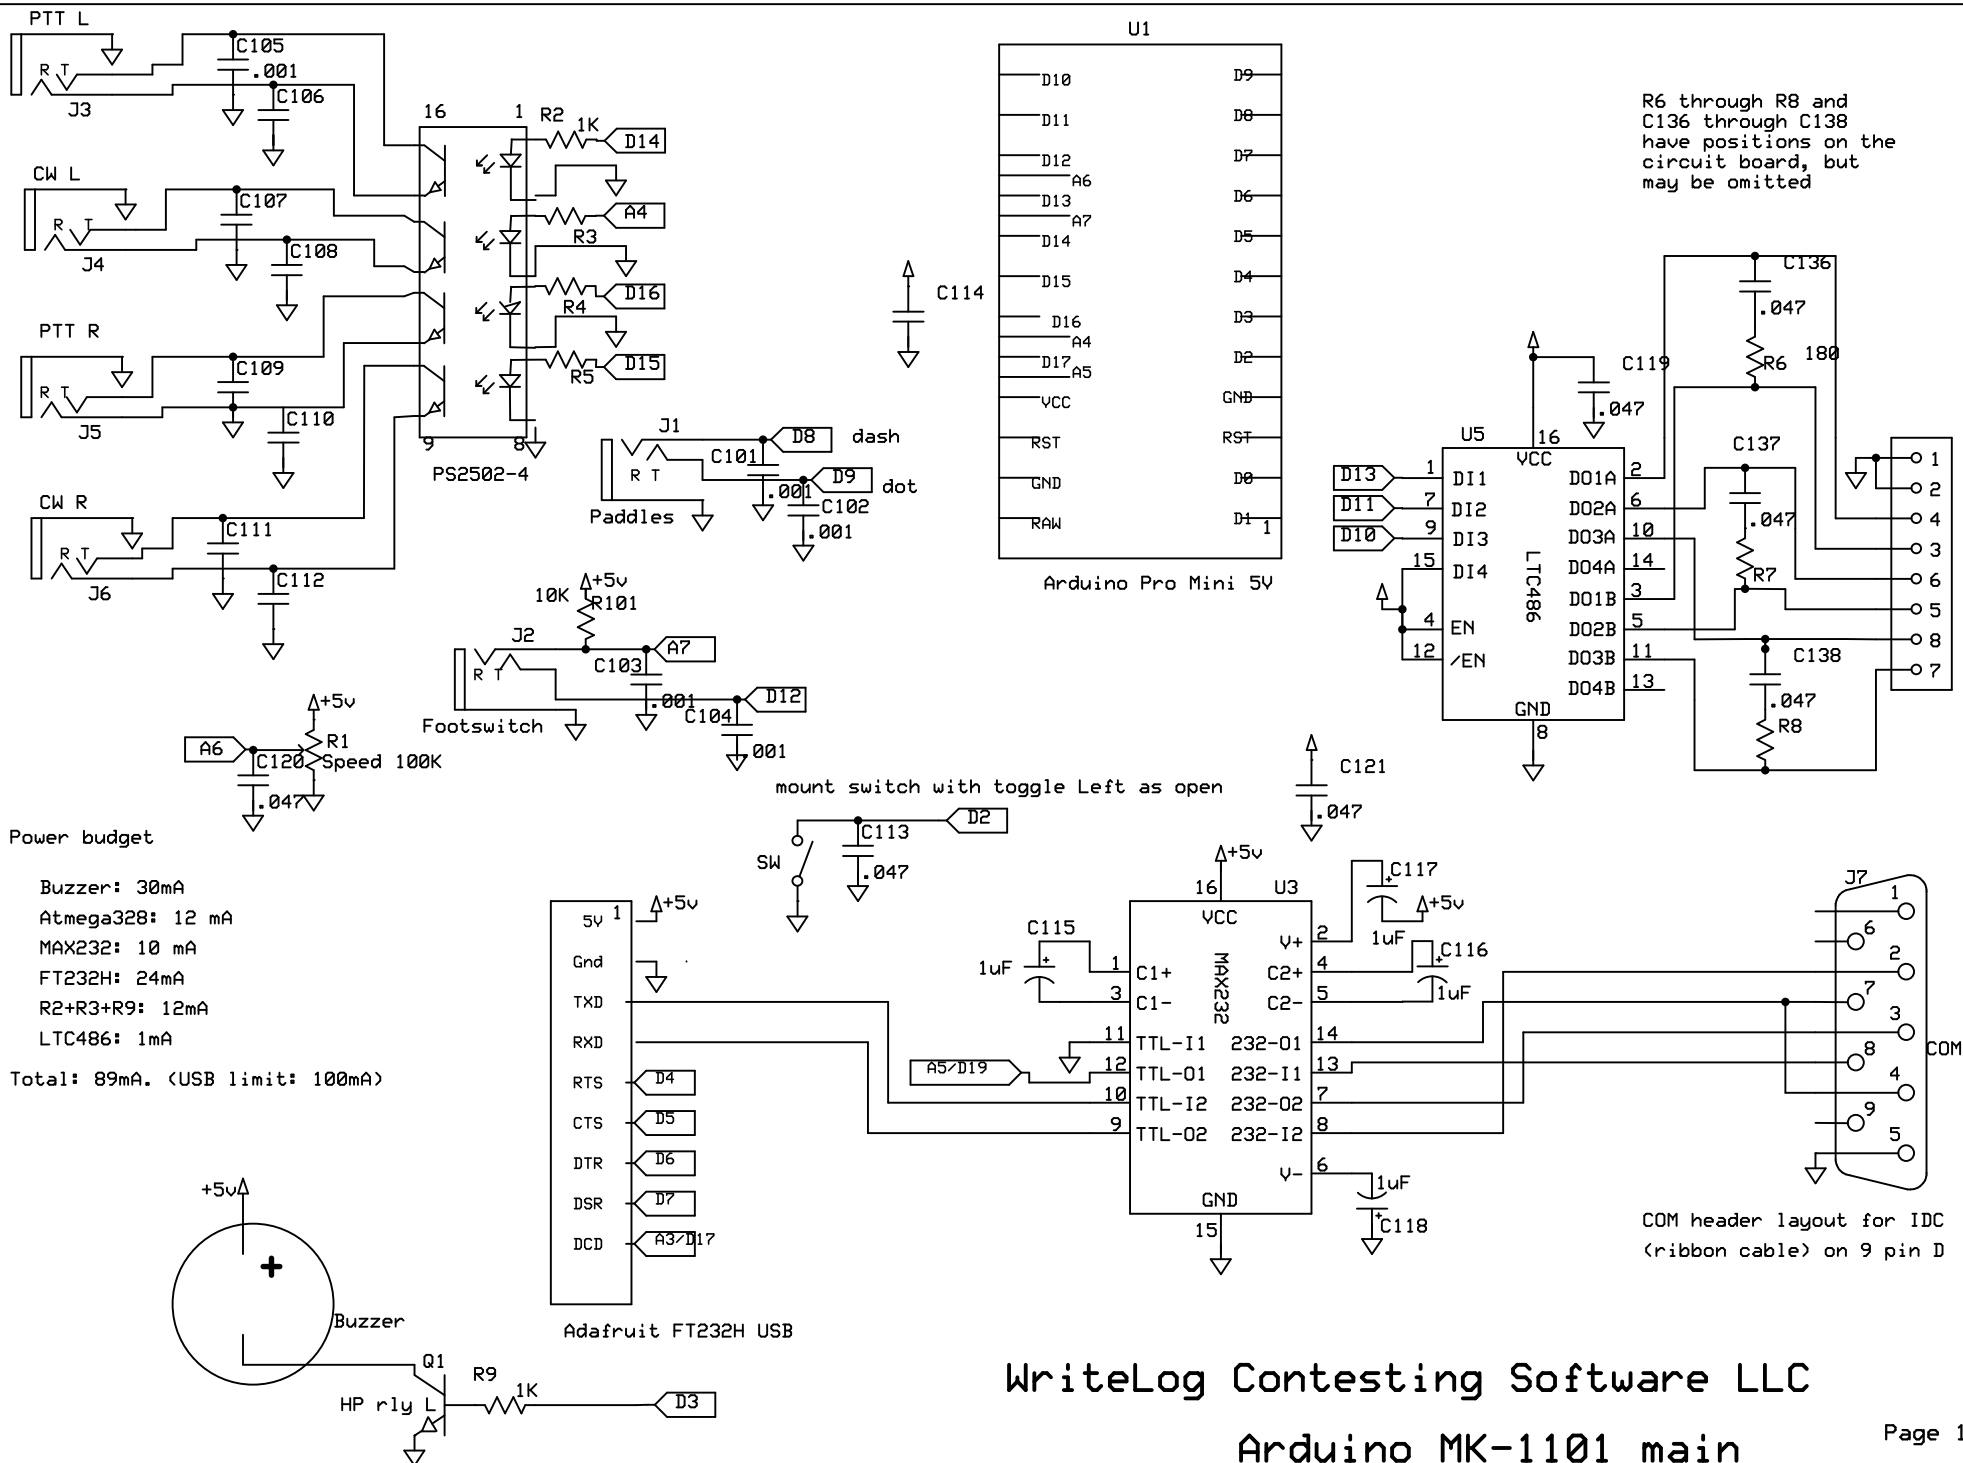 PTT L
C105
.001
R T
J3
C106
CW L
C107
R T
J4
C108
PTT R
C109
R T
J5
C110
CW R
C111
R T
J6
C112
16
1
9
8
PS2502-4
R2
1K
D14
A4
R3
D16
R4
D15
R5
J1
R T
Paddles
D8
dash
C101
.001
D9
dot
C102
.001
+5v
10K
R101
J2
R T
Footswitch
A7
C103
.001
D12
C104
.001
+5v
A6
R1
C120
Speed 100K
.047
C114
U1
D10
D11
D12
A6
D13
A7
D14
D15
D16
A4
D17
A5
VCC
RST
GND
RAW
D9
D8
D7
D6
D5
D4
D3
D2
GND
RST
D0
D1
1
Arduino Pro Mini 5V
R6 through R8 and
C136 through C138
have positions on the
circuit board, but
may be omitted
C136
.047
R6
180
C119
.047
U5
16
VCC
D13
1
DI1
D11
7
DI2
D10
9
DI3
15
DI4
4
EN
12
/EN
LTC486
DO1A
2
DO2A
6
DO3A
10
DO4A
14
DO1B
3
DO2B
5
DO3B
11
DO4B
13
GND
8
C137
.047
R7
C138
.047
R8
1
2
4
3
6
5
8
7
C121
.047
mount switch with toggle Left as open
D2
SW
C113
.047
Power budget
Buzzer: 30mA
Atmega328: 12 mA
MAX232: 10 mA
FT232H: 24mA
R2+R3+R9: 12mA
LTC486: 1mA
Total: 89mA. (USB limit: 100mA)
5V
1
+5v
Gnd
TXD
RXD
RTS
D4
CTS
D5
DTR
D6
DSR
D7
DCD
A3/D17
Adafruit FT232H USB
+5v
16
U3
VCC
MAX232
C115
1uF
1
C1+
3
C1-
11
TTL-I1
A5/D19
12
TTL-O1
10
TTL-I2
9
TTL-O2
V+
2
C117
+5v
1uF
C2+
4
C116
C2-
5
1uF
232-O1
14
232-I1
13
232-O2
7
232-I2
8
V-
6
1uF
C118
GND
15
J7
1
6
2
7
3
8
COM
4
9
5
COM header layout for IDC
(ribbon cable) on 9 pin D
+5v
+
Buzzer
Q1
HP rly L
R9
1K
D3
WriteLog Contesting Software LLC
Arduino MK-1101 main
Page 1